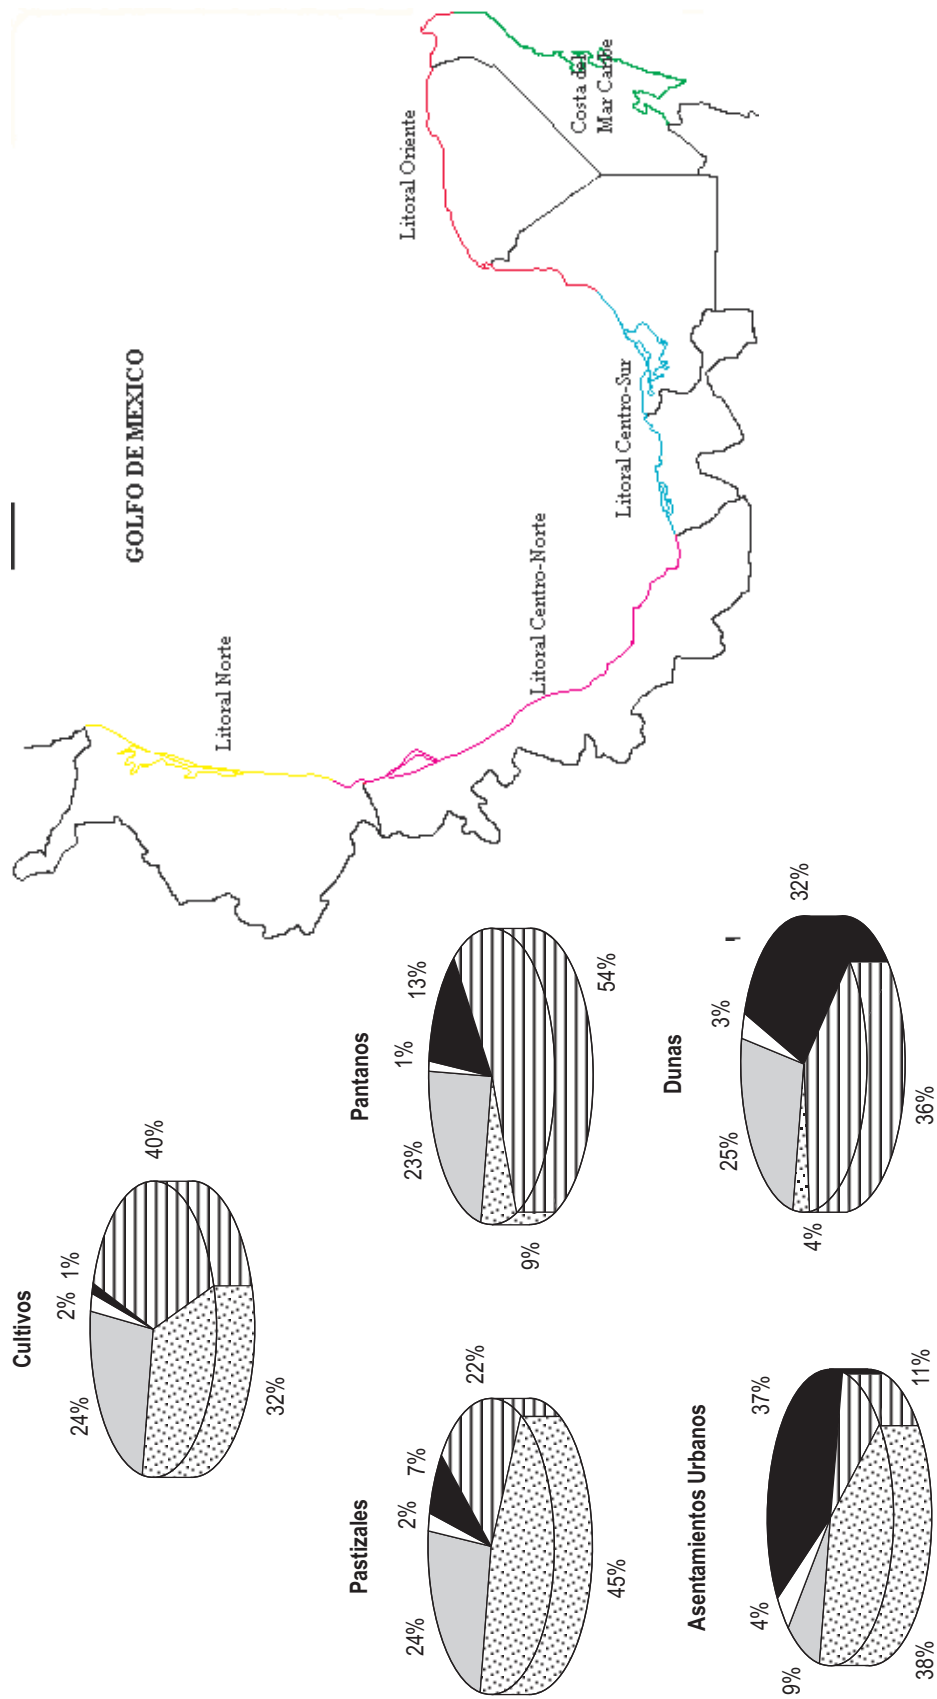 GOLFO DE MEXICO
Litoral Norte
Litoral Centro-Norte
Litoral Centro-Sur
Litoral Oriente
Costa del
Mar Caribe
Cultivos
24%
2%
1%
40%
32%
Pastizales
24%
2%
7%
22%
45%
Pantanos
23%
1%
13%
54%
9%
Asentamientos Urbanos
9%
4%
37%
11%
38%
Dunas
25%
3%
32%
36%
4%